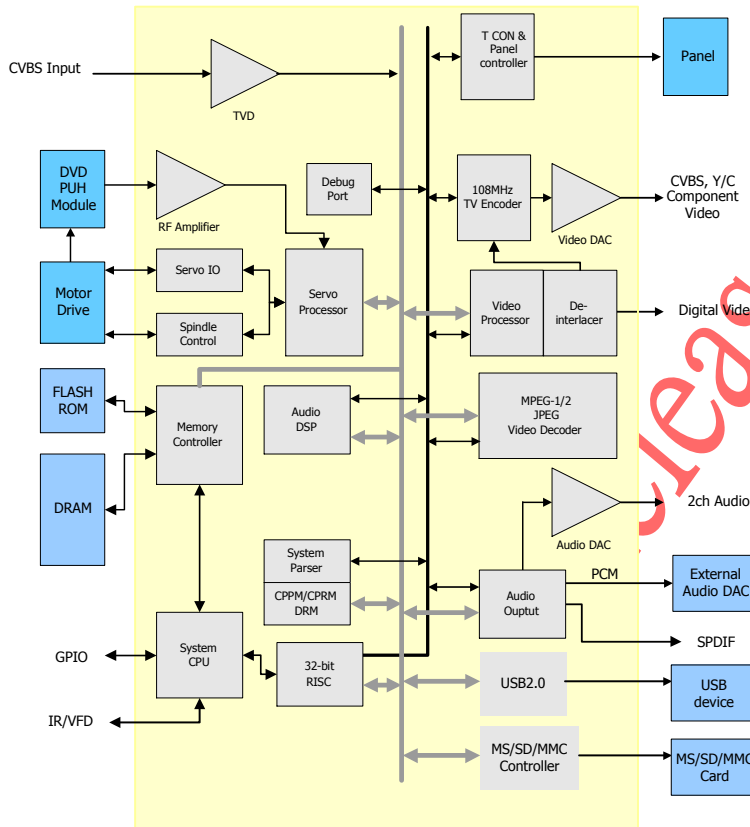 CVBS Input
TVD
T CON &
Panel
controller
Panel
DVD
PUH
Module
RF Amplifier
Debug
Port
108MHz
TV Encoder
Video DAC
CVBS, Y/C
Component
Video
Motor
Drive
Servo IO
Spindle
Control
Servo
Processor
Video
Processor
De-
interlacer
Digital Vide
FLASH
ROM
Memory
Controller
Audio
DSP
MPEG-1/2
JPEG
Video Decoder
DRAM
Audio DAC
2ch Audio
System
Parser
CPPM/CPRM
DRM
Audio
Ouptut
PCM
External
Audio DAC
SPDIF
GPIO
System
CPU
32-bit
RISC
USB2.0
USB
device
IR/VFD
MS/SD/MMC
Controller
MS/SD/MMC
Card
leas